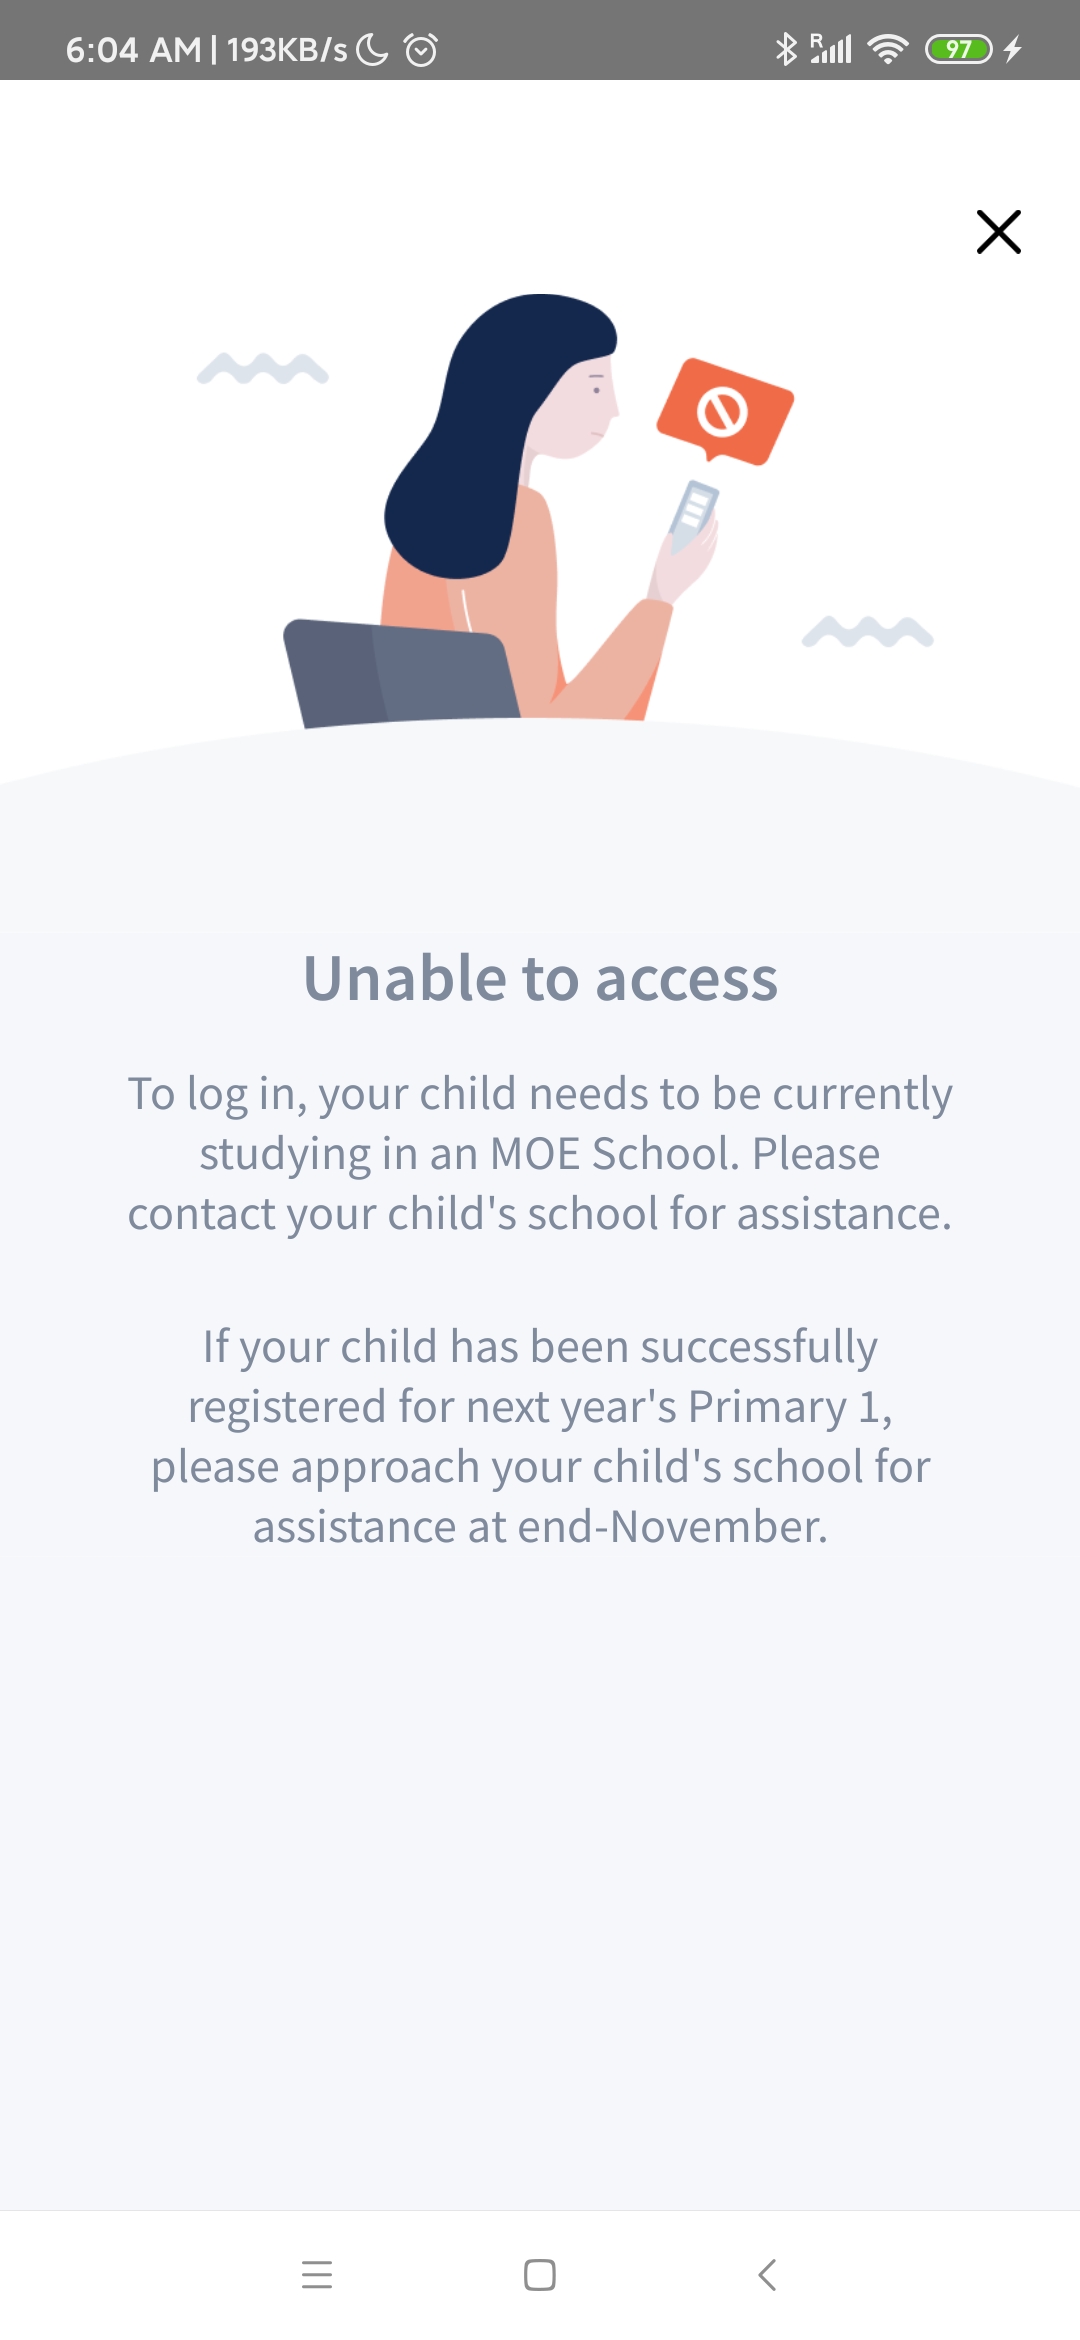 6:04 AM | 193KB/s
R
97
Unable to access
To log in, your child needs to be currently
studying in an MOE School. Please
contact your child's school for assistance.
If your child has been successfully
registered for next year's Primary 1,
please approach your child's school for
assistance at end-November.